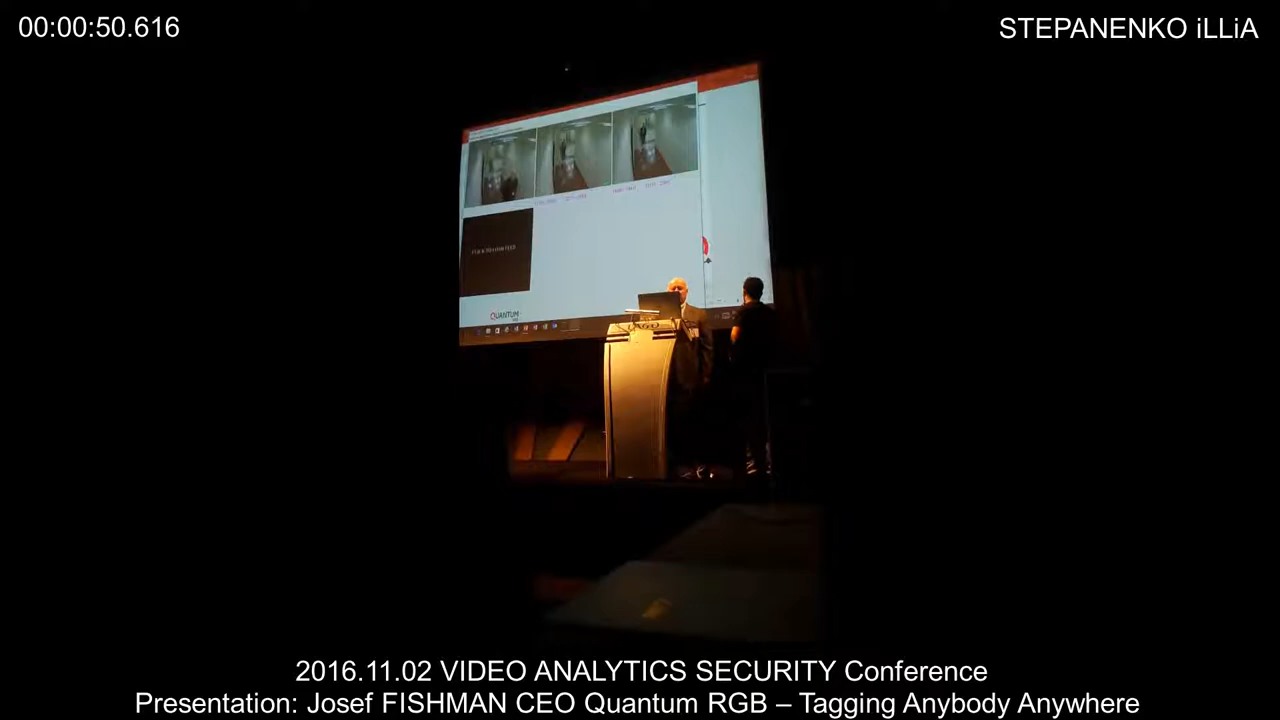 00:00:50.616
STEPANENKO iLLiA
QUANTUM
2016.11.02 VIDEO ANALYTICS SECURITY Conference
Presentation: Josef FISHMAN CEO Quantum RGB – Tagging Anybody Anywhere